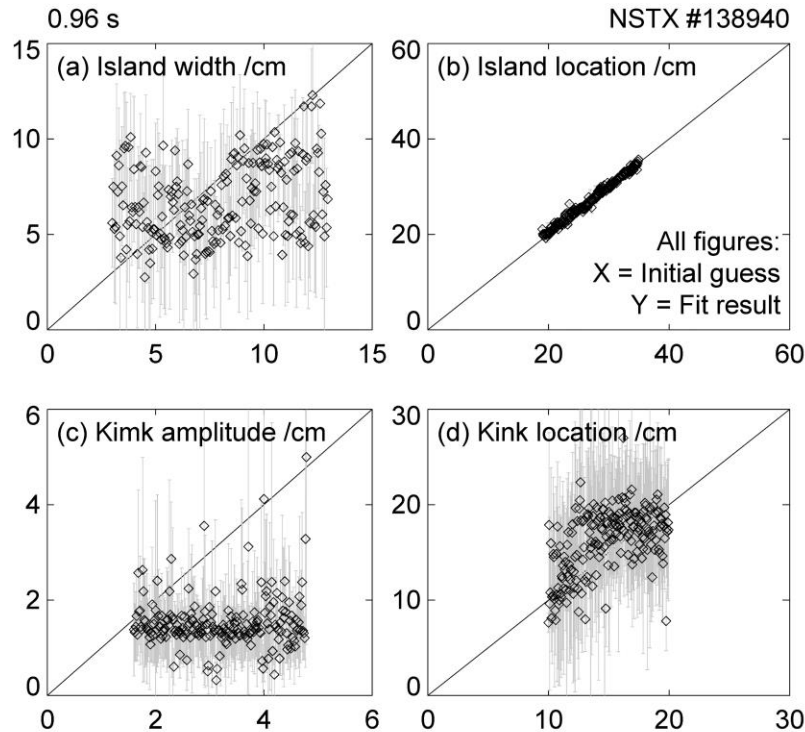 0.96 s
NSTX #138940
(a) Island width /cm
15
10
5
0
0 5 10 15
(b) Island location /cm
60
40
20
0
0 20 40 60
All figures:
X = Initial guess
Y = Fit result
(c) Kimk amplitude /cm
6
4
2
0
0 2 4 6
(d) Kink location /cm
30
20
10
0
0 10 20 30